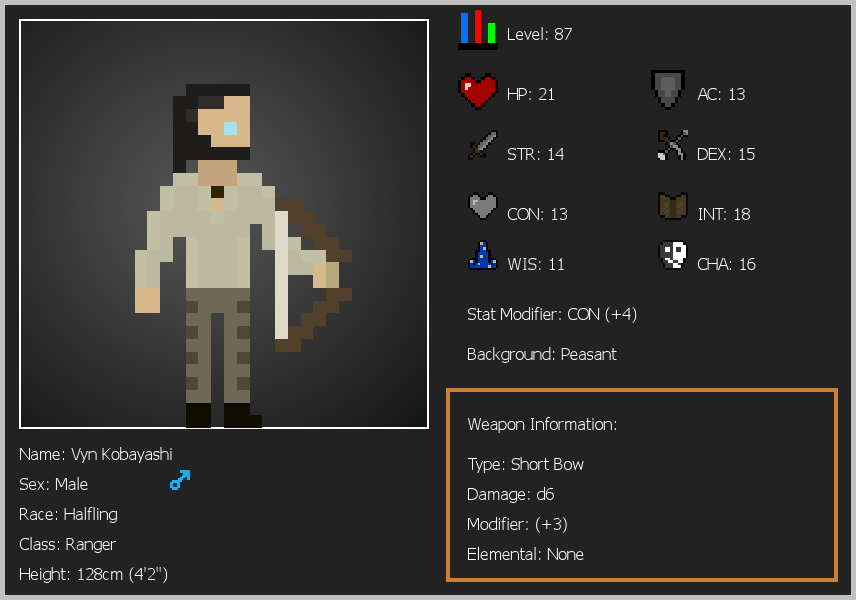 Level: 87
HP: 21
AC: 13
STR: 14
DEX: 15
CON: 13
INT: 18
WIS: 11
CHA: 16
Stat Modifier: CON (+4)
Background: Peasant
Weapon Information:
Type: Short Bow
Damage: d6
Modifier: (+3)
Elemental: None
Name: Vyn Kobayashi
Sex: Male
Race: Halfling
Class: Ranger
Height: 128cm (4'2")